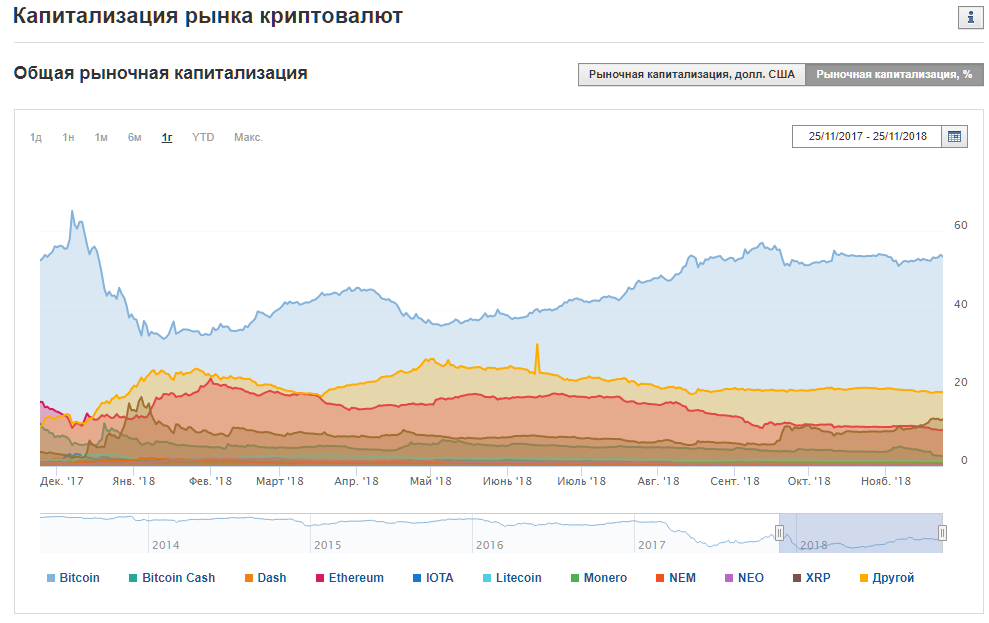 Капитализация рынка криптовалют
Общая рыночная капитализация
Рыночная капитализация, долл. США Рыночная капитализация, %
1д 1н 1м 6м 1г YTD Макс. 25/11/2017 - 25/11/2018
60
40
20
0
Дек. '17 Янв. '18 Фев. '18 Март '18 Апр. '18 Май '18 Июнь '18 Июль '18 Авг. '18 Сент. '18 Окт. '18 Нояб. '18
2014 2015 2016 2017 2018
Bitcoin Bitcoin Cash Dash Ethereum IOTA Litecoin Monero NEM NEO XRP Другой